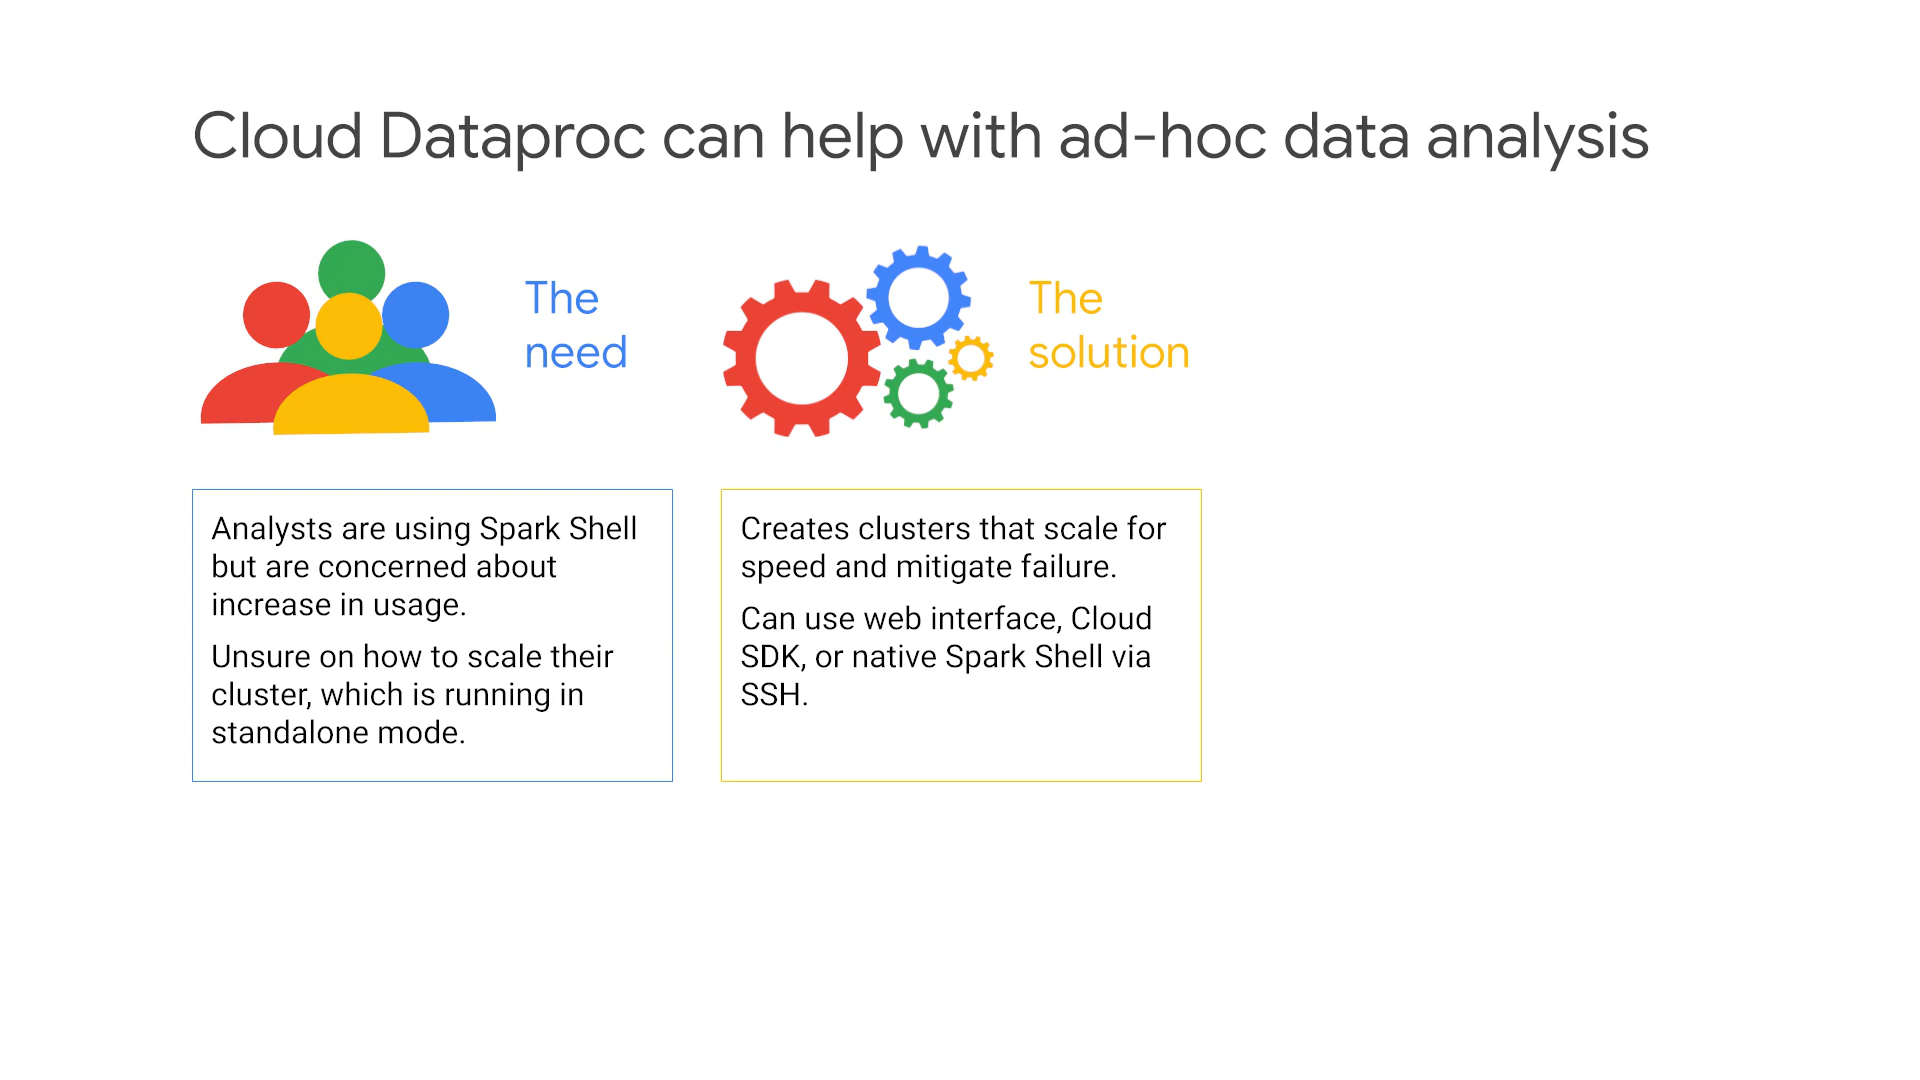 Cloud Dataproc can help with ad-hoc data analysis
The
need
Analysts are using Spark Shell
but are concerned about
increase in usage.
Unsure on how to scale their
cluster, which is running in
standalone mode.
The
solution
Creates clusters that scale for
speed and mitigate failure.
Can use web interface, Cloud
SDK, or native Spark Shell via
SSH.